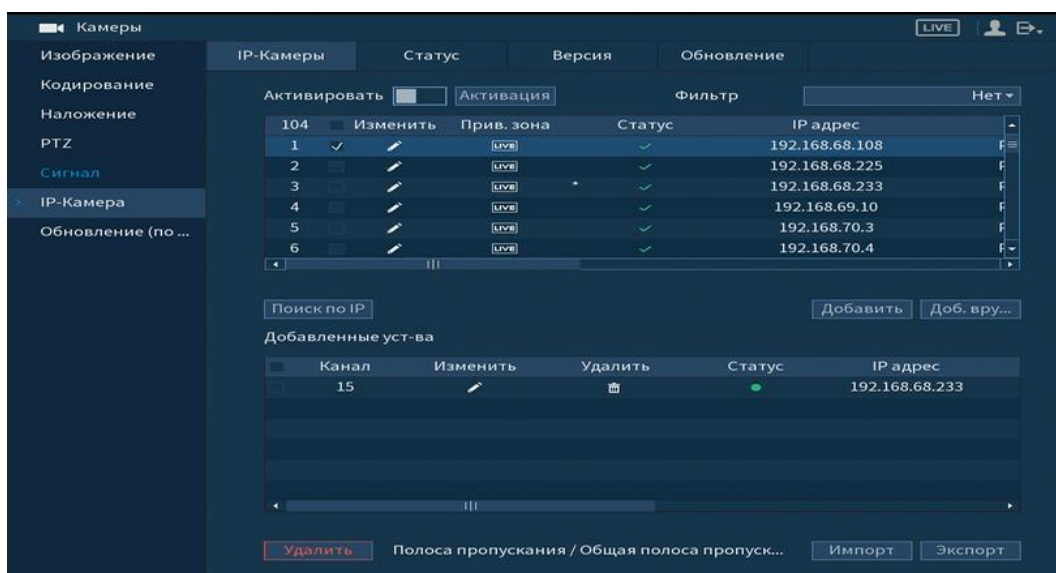 Камеры LIVE
Изображение
Кодирование
Наложение
PTZ
Сигнал
IP-Камера
Обновление (по ...
IP-Камеры Статус Версия Обновление
Активировать Активация Фильтр Нет
104 Изменить Прив. зона Статус IP адрес
1 LIVE 192.168.68.108
2 LIVE 192.168.68.225
3 LIVE * 192.168.68.233
4 LIVE 192.168.69.10
5 LIVE 192.168.70.3
6 LIVE 192.168.70.4
Поиск по IP Добавить Доб. вру...
Добавленные уст-ва
Канал Изменить Удалить Статус IP адрес
15 192.168.68.233
Удалить Полоса пропускания / Общая полоса пропуск... Импорт Экспорт